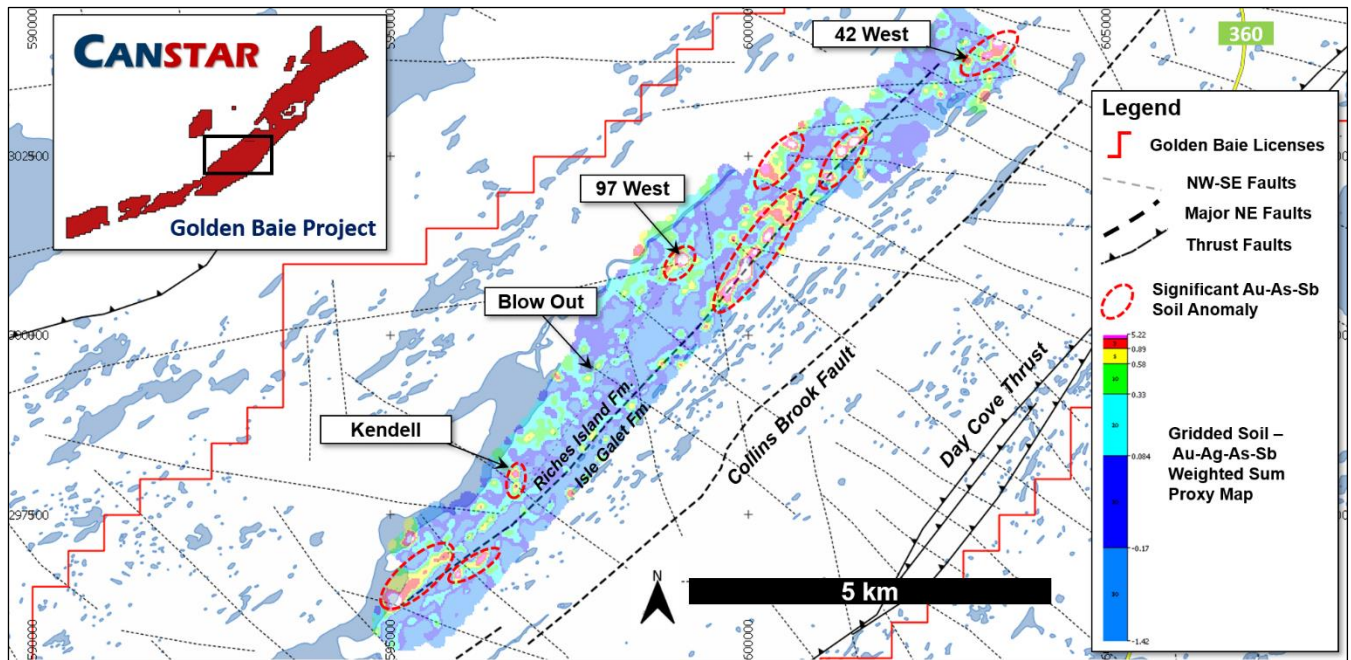 CANSTAR
Golden Baie Project
590000
595000
600000
605000
360
42 West
97 West
Blow Out
Kendell
302500
300000
297500
Riches Island Fm.
Isle Galet Fm.
Collins Brook Fault
Day Cove Thrust
N
5 km
590000
595000
600000
Legend
Golden Baie Licenses
NW-SE Faults
Major NE Faults
Thrust Faults
Significant Au-As-Sb
Soil Anomaly
5.22
0.89
0.58
0.33
0.084
-0.17
-1.42
Gridded Soil –
Au-Ag-As-Sb
Weighted Sum
Proxy Map